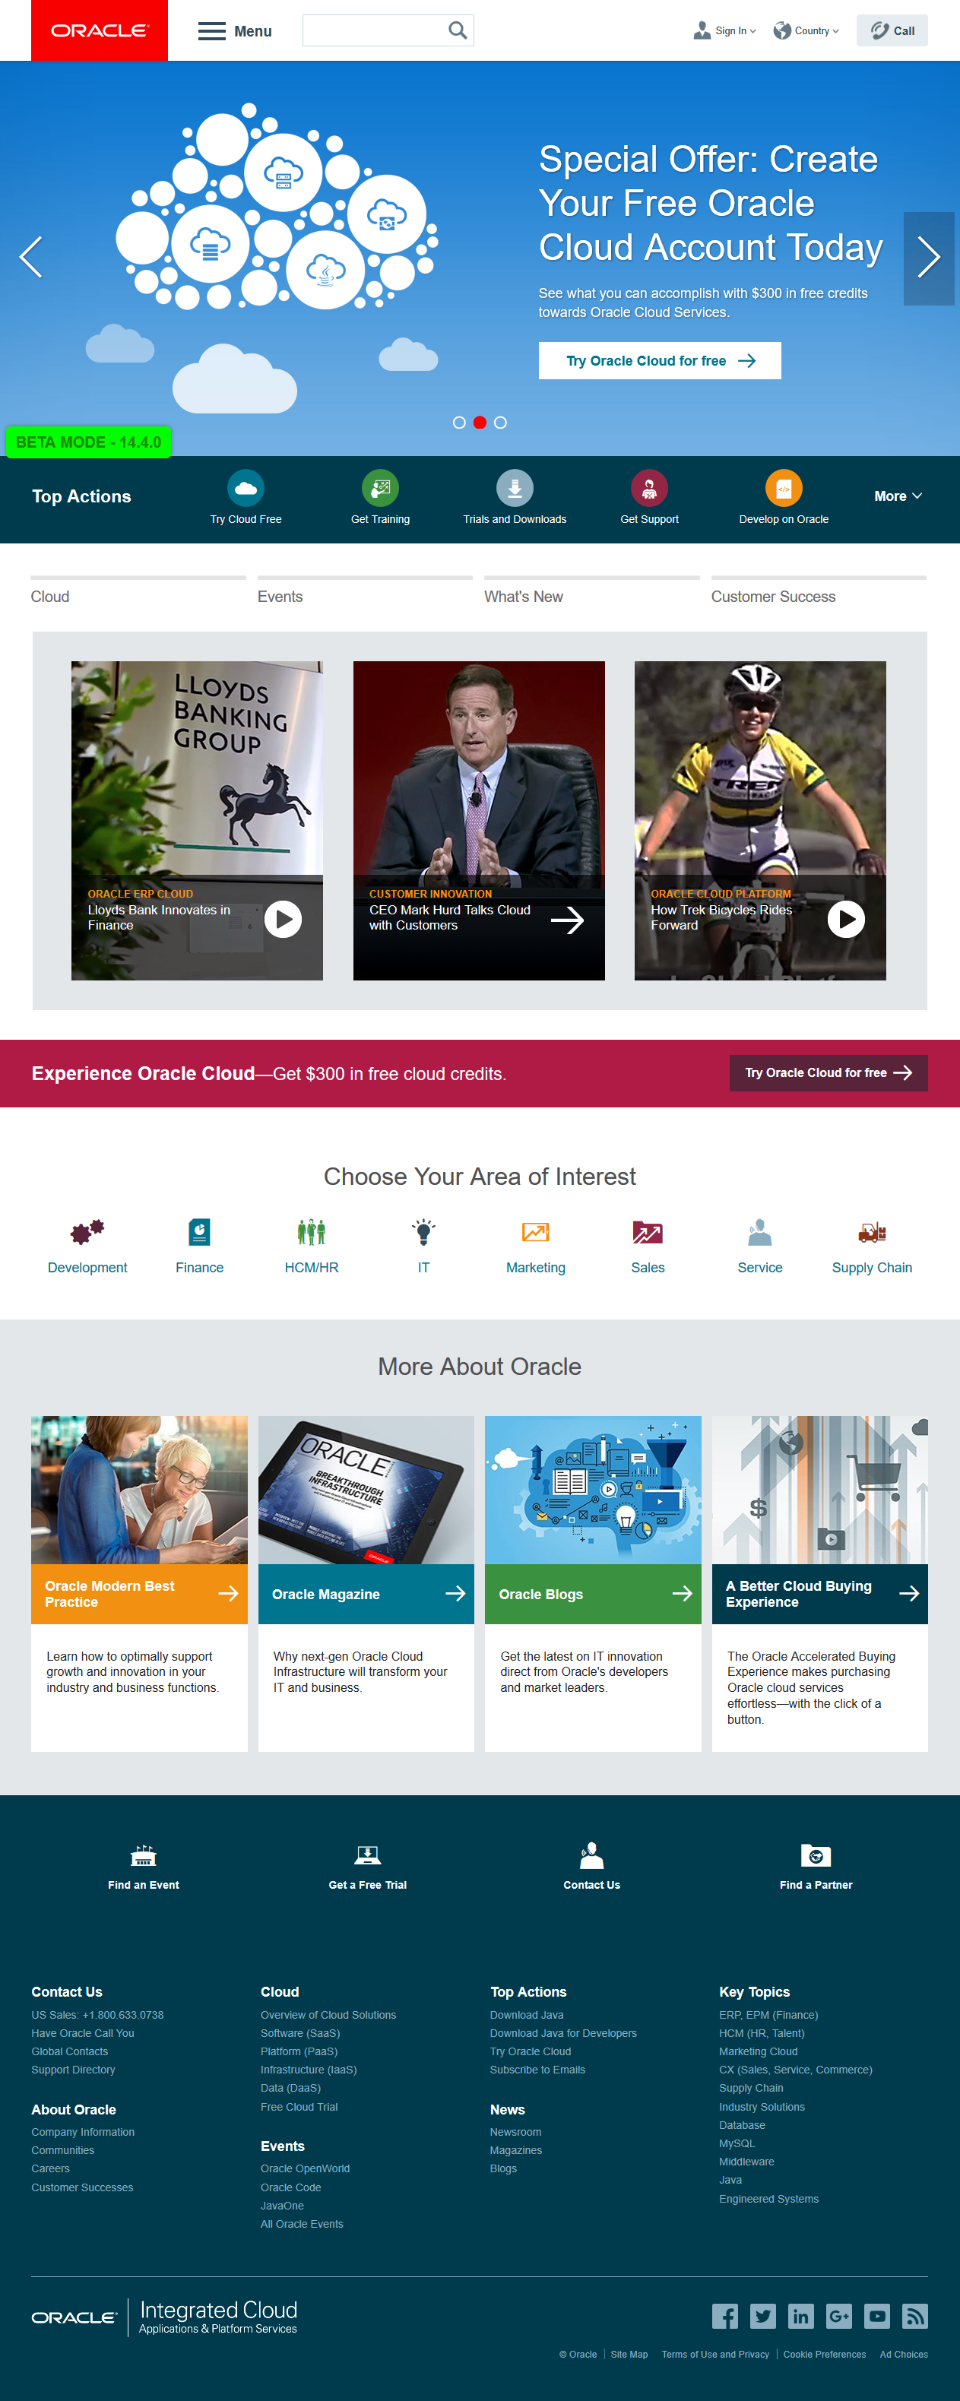 ORACLE
Menu
Sign In
Country
Call
Special Offer: Create
Your Free Oracle
Cloud Account Today
See what you can accomplish with $300 in free credits
towards Oracle Cloud Services.
Try Oracle Cloud for free
BETA MODE - 14.4.0
Top Actions
Try Cloud Free
Get Training
Trials and Downloads
Get Support
Develop on Oracle
More
Cloud
Events
What's New
Customer Success
LLOYDS
BANKING
GROUP
ORACLE ERP CLOUD
Lloyds Bank Innovates in
Finance
CUSTOMER INNOVATION
CEO Mark Hurd Talks Cloud
with Customers
TREK
ORACLE CLOUD PLATFORM
How Trek Bicycles Rides
Forward
Experience Oracle Cloud—Get $300 in free cloud credits.
Try Oracle Cloud for free
Choose Your Area of Interest
Development
Finance
HCM/HR
IT
Marketing
Sales
Service
Supply Chain
More About Oracle
ORACLE
BREAKTHROUGH
INFRASTRUCTURE
Oracle Modern Best
Practice
Learn how to optimally support
growth and innovation in your
industry and business functions.
Oracle Magazine
Why next-gen Oracle Cloud
Infrastructure will transform your
IT and business.
Oracle Blogs
Get the latest on IT innovation
direct from Oracle's developers
and market leaders.
$
A Better Cloud Buying
Experience
The Oracle Accelerated Buying
Experience makes purchasing
Oracle cloud services
effortless—with the click of a
button.
Find an Event
Get a Free Trial
Contact Us
Find a Partner
Contact Us
US Sales: +1.800.633.0738
Have Oracle Call You
Global Contacts
Support Directory
About Oracle
Company Information
Communities
Careers
Customer Successes
Cloud
Overview of Cloud Solutions
Software (SaaS)
Platform (PaaS)
Infrastructure (IaaS)
Data (DaaS)
Free Cloud Trial
Events
Oracle OpenWorld
Oracle Code
JavaOne
All Oracle Events
Top Actions
Download Java
Download Java for Developers
Try Oracle Cloud
Subscribe to Emails
News
Newsroom
Magazines
Blogs
Key Topics
ERP, EPM (Finance)
HCM (HR, Talent)
Marketing Cloud
CX (Sales, Service, Commerce)
Supply Chain
Industry Solutions
Database
MySQL
Middleware
Java
Engineered Systems
ORACLE
Integrated Cloud
Applications & Platform Services
© Oracle
Site Map
Terms of Use and Privacy
Cookie Preferences
Ad Choices